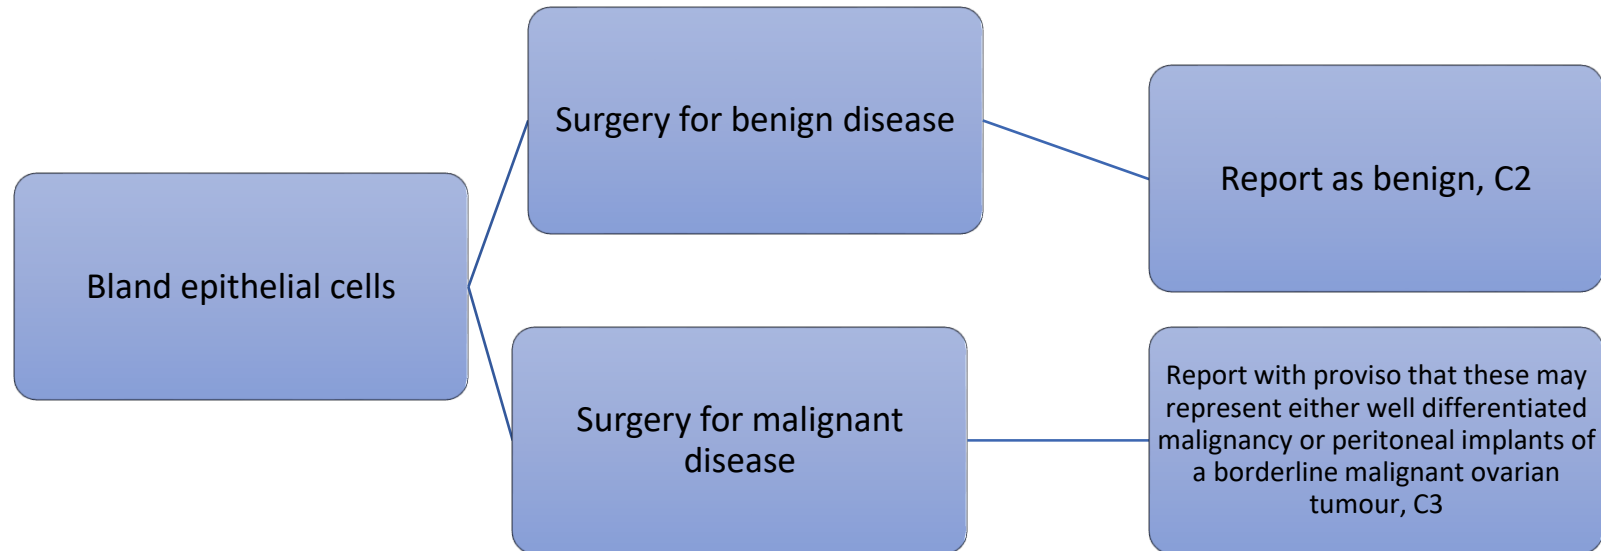 Bland epithelial cells
Surgery for benign disease
Report as benign, C2
Surgery for malignant
disease
Report with proviso that these may
represent either well differentiated
malignancy or peritoneal implants of
a borderline malignant ovarian
tumour, C3